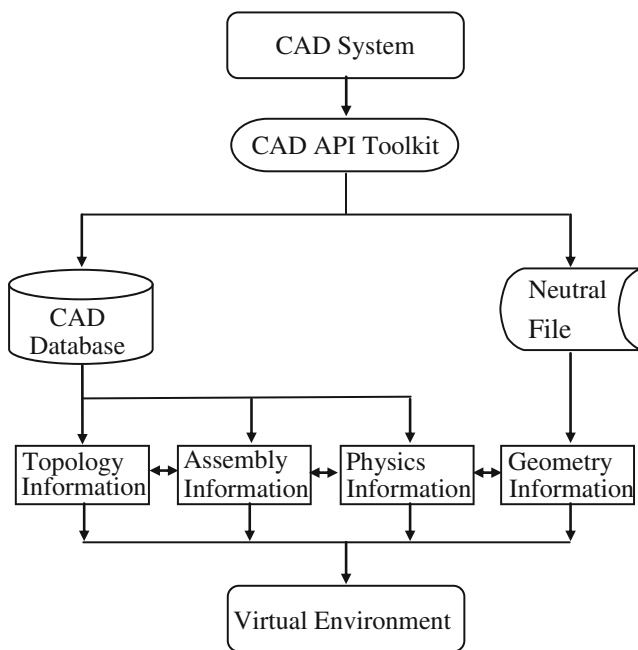 CAD System
CAD API Toolkit
CAD
Database
Neutral
File
Topology
Information
Assembly
Information
Physics
Information
Geometry
Information
Virtual Environment